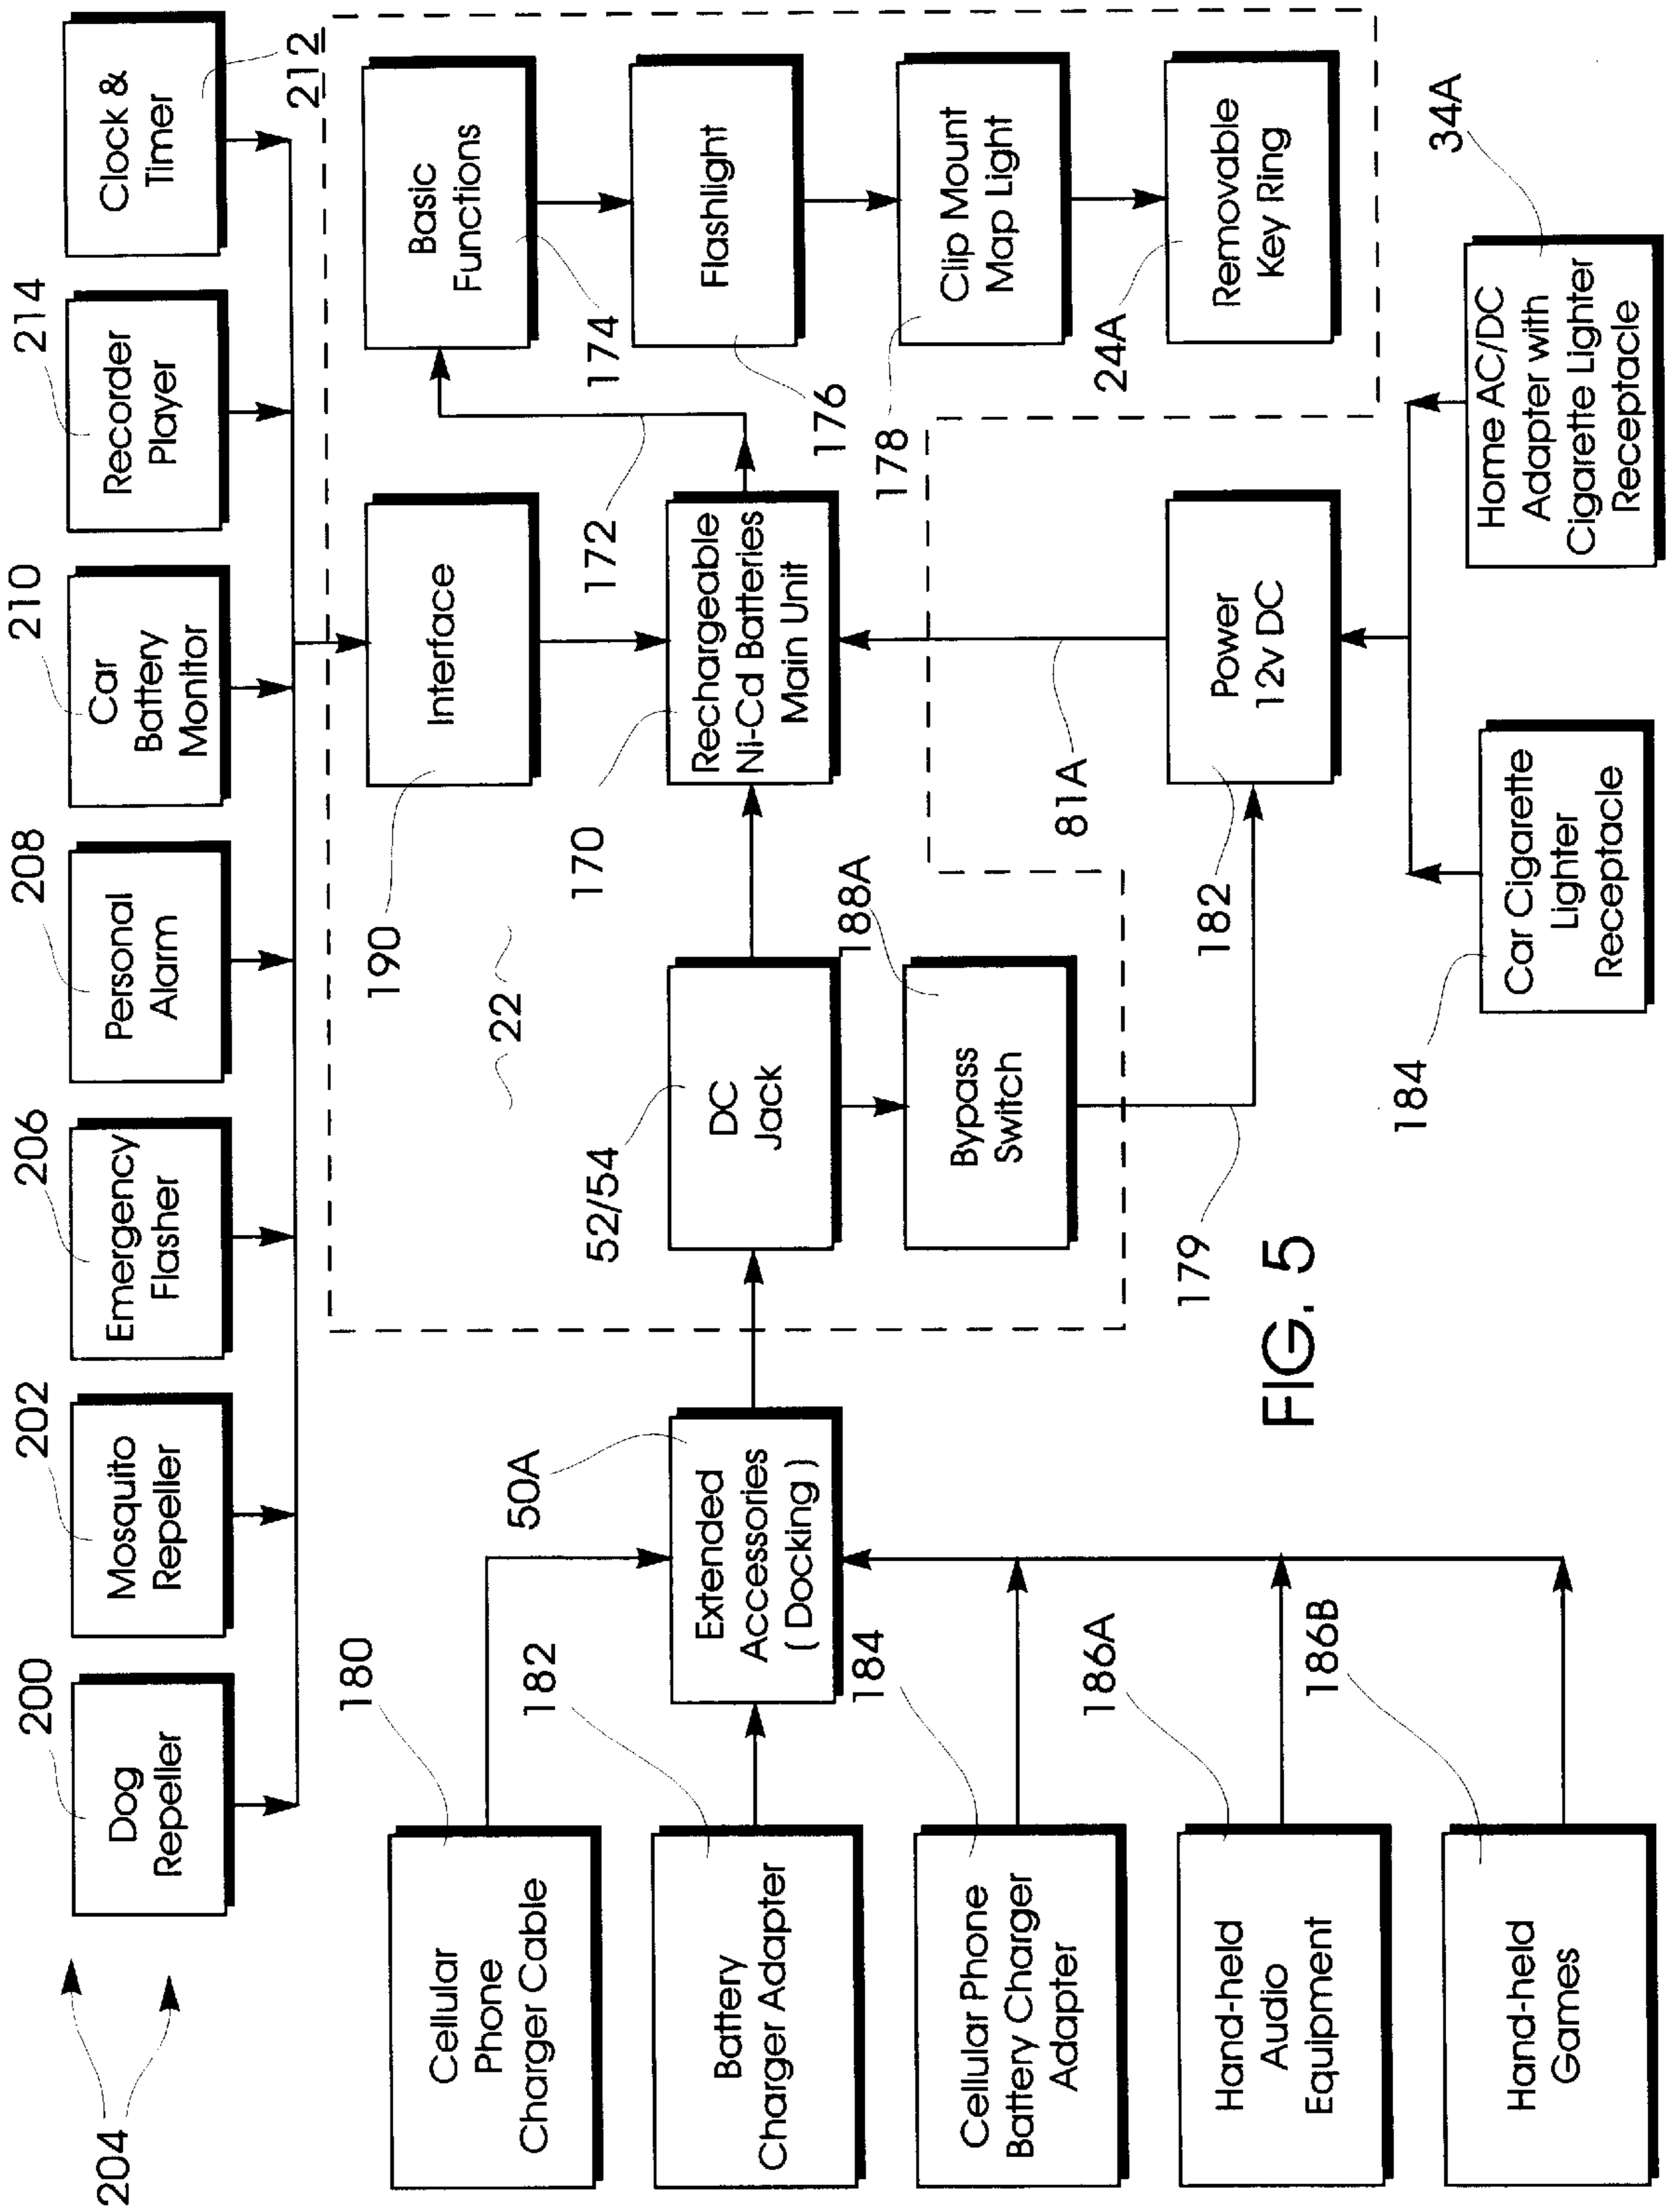 204
200
Dog
Repeller
202
Mosquito
Repeller
206
Emergency
Flasher
208
Personal
Alarm
210
Car
Battery
Monitor
214
Recorder
Player
212
Clock &
Timer
180
Cellular
Phone
Charger Cable
182
Battery
Charger Adapter
184
Cellular Phone
Battery Charger
Adapter
186A
Hand-held
Audio
Equipment
186B
Hand-held
Games
50A
Extended
Accessories
( Docking )
22
52/54
DC
Jack
188A
Bypass
Switch
179
190
Interface
170
Rechargeable
Ni-Cd Batteries
Main Unit
172
81A
182
Power
12v DC
174
Basic
Functions
176
Flashlight
178
Clip Mount
Map Light
24A
Removable
Key Ring
184
Car Cigarette
Lighter
Receptacle
34A
Home AC/DC
Adapter with
Cigarette Lighter
Receptacle
FIG. 5